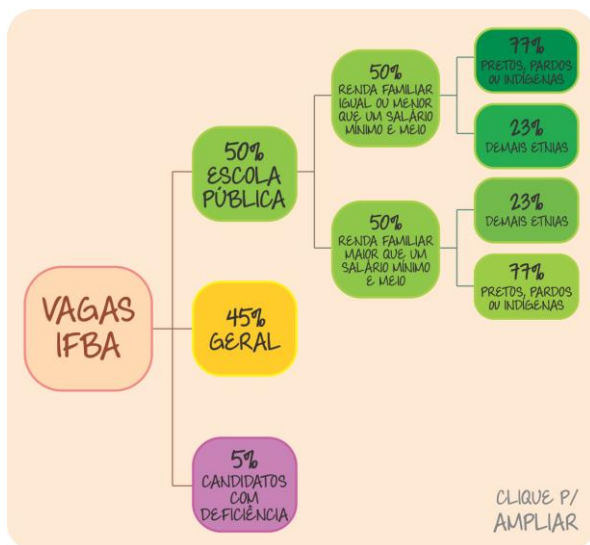 VAGAS
IFBA
50%
ESCOLA
PÚBLICA
50%
RENDA FAMILIAR
IGUAL OU MENOR
QUE UM SALÁRIO
MÍNIMO E MEIO
77%
PRETOS, PARDOS
OU INDÍGENAS
23%
DEMAIS ETNIAS
50%
RENDA FAMILIAR
MAIOR QUE UM
SALÁRIO MÍNIMO
E MEIO
23%
DEMAIS ETNIAS
77%
PRETOS, PARDOS
OU INDÍGENAS
45%
GERAL
5%
CANDIDATOS
COM
DEFICIÊNCIA
CLIQUE P/
AMPLIAR